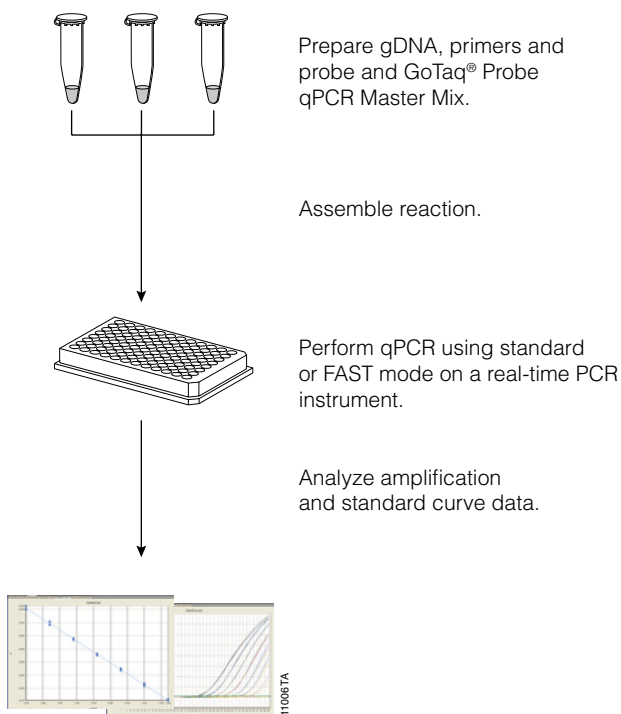 Prepare gDNA, primers and
probe and GoTaq® Probe
qPCR Master Mix.
Assemble reaction.
Perform qPCR using standard
or FAST mode on a real-time PCR
instrument.
Analyze amplification
and standard curve data.
11006TA